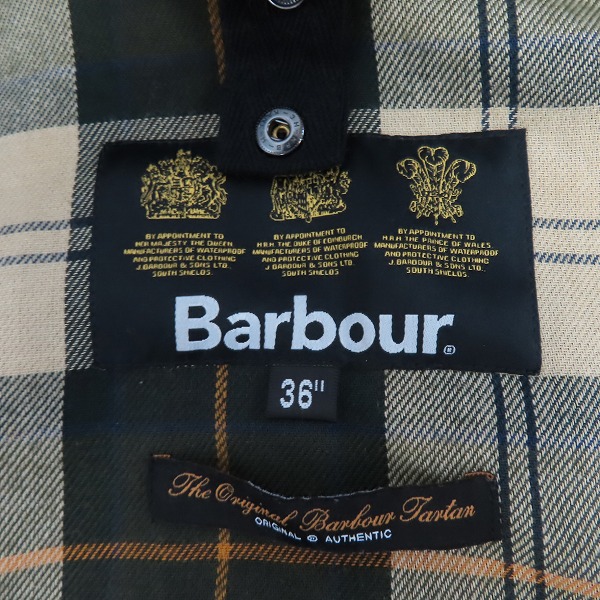 BY APPOINTMENT TO
HER MAJESTY THE QUEEN
MANUFACTURERS OF WATERPROOF
AND PROTECTIVE CLOTHING
J. BARBOUR & SONS LTD.
SOUTH SHIELDS
BY APPOINTMENT TO
H.R.H. THE DUKE OF EDINBURGH
MANUFACTURERS OF WATERPROOF
AND PROTECTIVE CLOTHING
J. BARBOUR & SONS LTD.
SOUTH SHIELDS
BY APPOINTMENT TO
H.R.H. THE PRINCE OF WALES
MANUFACTURERS OF WATERPROOF
AND PROTECTIVE CLOTHING
J. BARBOUR & SONS LTD.
SOUTH SHIELDS
Barbour®
36"
The Original Barbour Tartan
ORIGINAL @ AUTHENTIC